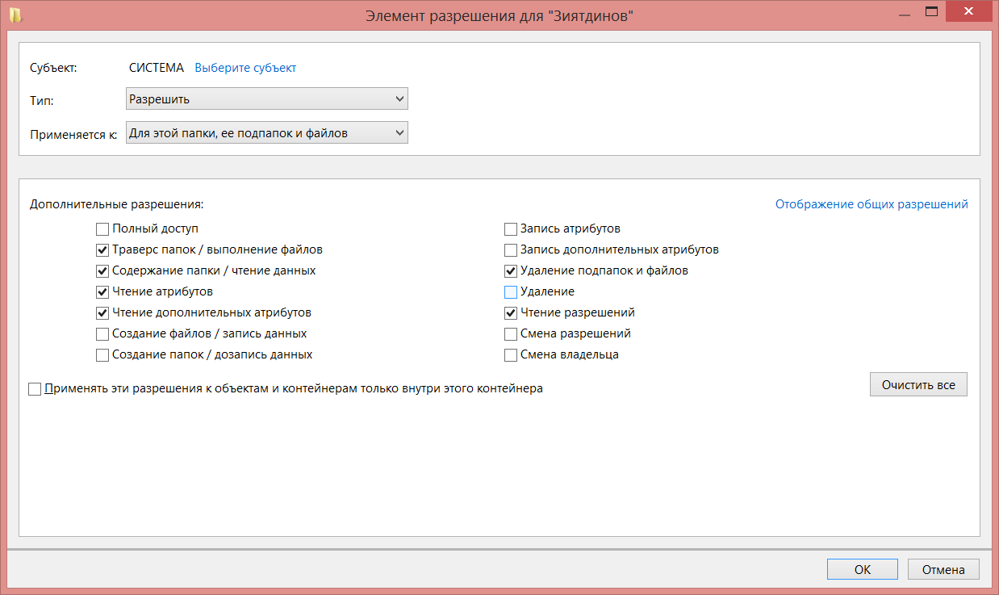 Элемент разрешения для "Зиятдинов"
Субъект: СИСТЕМА Выберите субъект
Тип: Разрешить
Применяется к: Для этой папки, ее подпапок и файлов
Дополнительные разрешения: Отображение общих разрешений
Полный доступ Запись атрибутов
Траверс папок / выполнение файлов Запись дополнительных атрибутов
Содержание папки / чтение данных Удаление подпапок и файлов
Чтение атрибутов Удаление
Чтение дополнительных атрибутов Чтение разрешений
Создание файлов / запись данных Смена разрешений
Создание папок / дозапись данных Смена владельца
Применять эти разрешения к объектам и контейнерам только внутри этого контейнера Очистить все
ОК Отмена